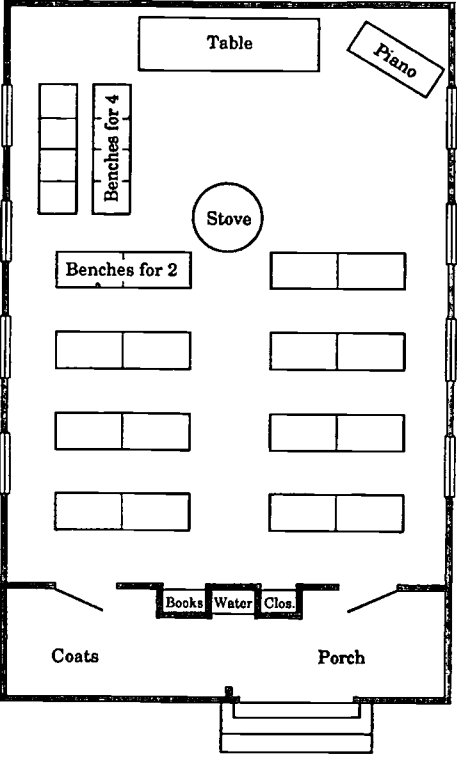 Table
Piano
Benches for 4
Stove
Benches for 2
Books
Water
Clos.
Coats
Porch